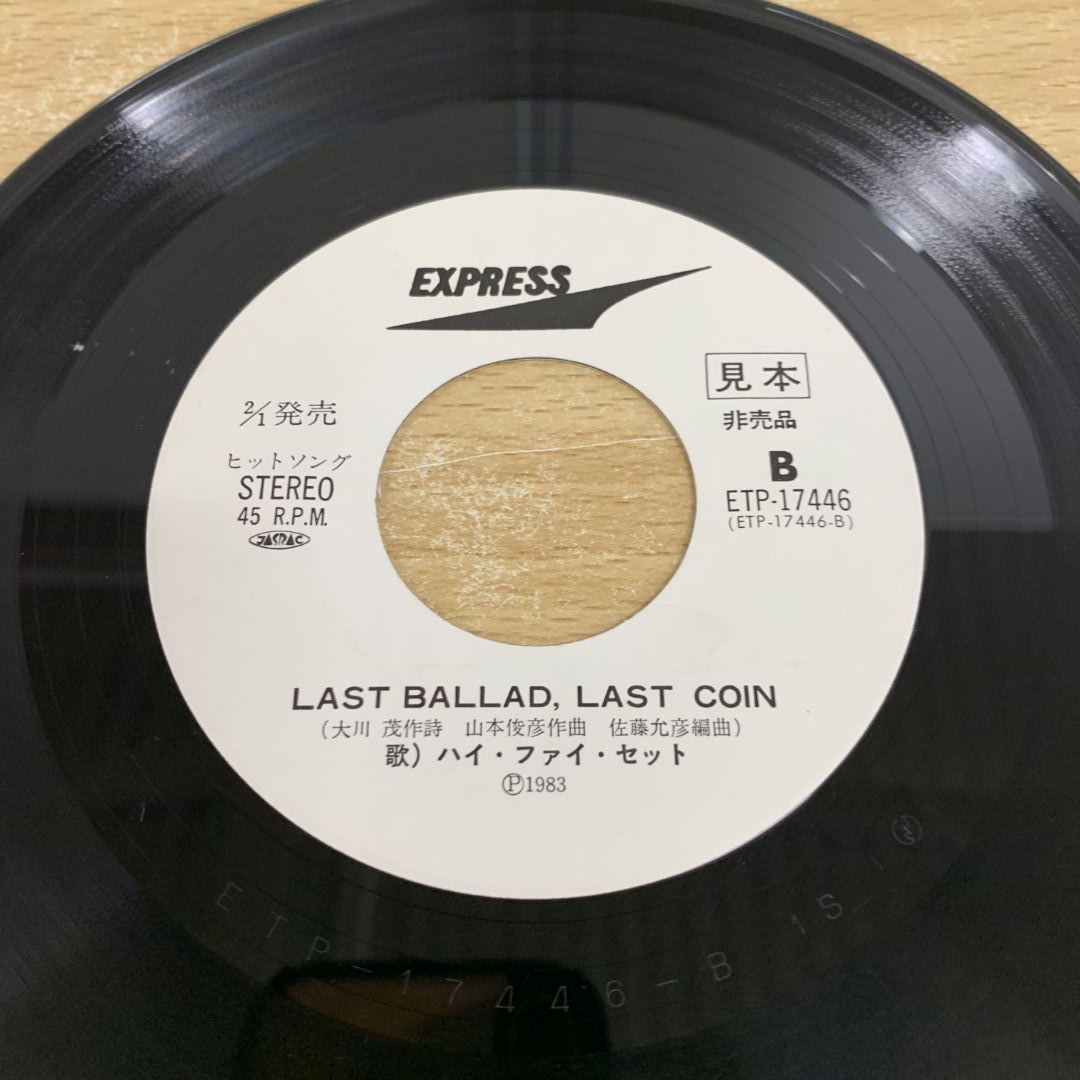 EXPRESS
2/1発売
見本
非売品
ヒットソング
STEREO
45 R.P.M.
JASRAC
B
ETP-17446
(ETP-17446-B)
LAST BALLAD, LAST COIN
(大川 茂作詩 山本俊彦作曲 佐藤允彦編曲)
歌) ハイ・ファイ・セット
Ⓟ1983
ETP-17446-B 1S